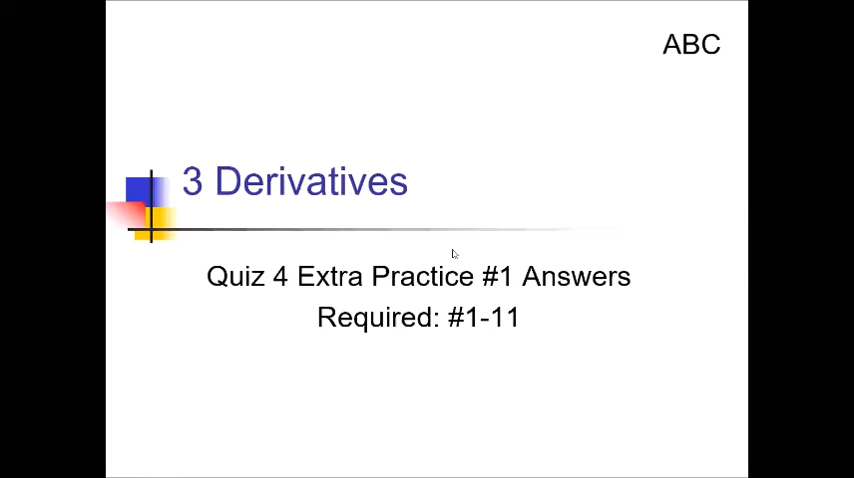 ABC
3 Derivatives
Quiz 4 Extra Practice #1 Answers
Required: #1-11